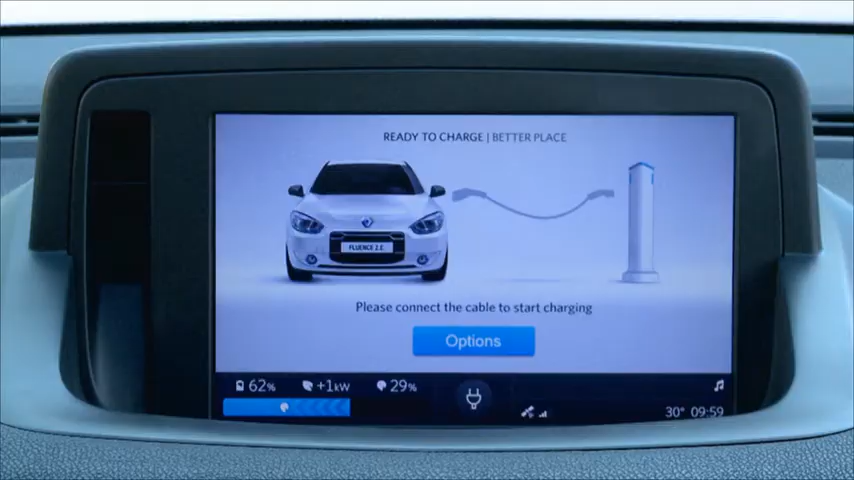 READY TO CHARGE | BETTER PLACE
FLUENCE Z.E.
Please connect the cable to start charging
Options
62% +1kW 29%
30° 09:59